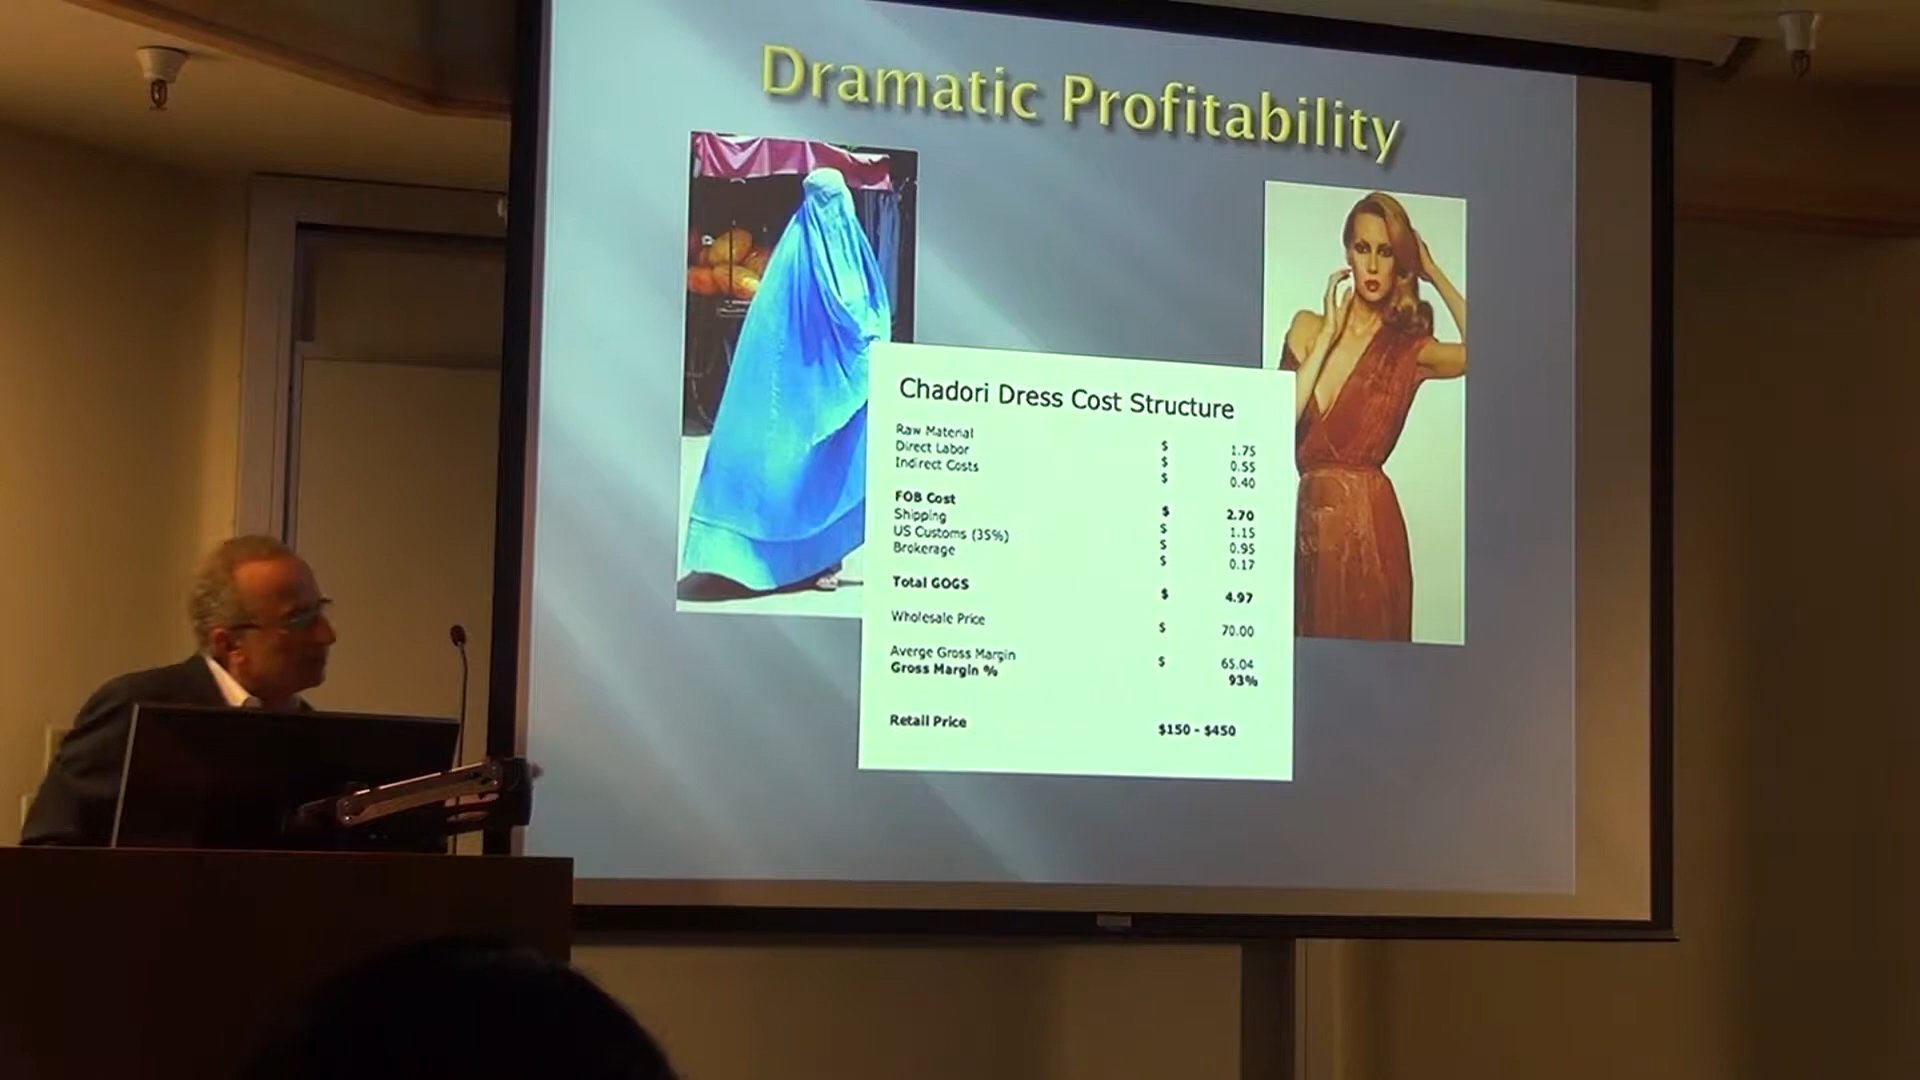 Dramatic Profitability
Chadori Dress Cost Structure
Raw Material $ 1.75
Direct Labor $ 0.55
Indirect Costs $ 0.40
FOB Cost $ 2.70
Shipping $ 1.15
US Customs (35%) $ 0.95
Brokerage $ 0.17
Total GOGS $ 4.97
Wholesale Price $ 70.00
Averge Gross Margin $ 65.04
Gross Margin % 93%
Retail Price $150 - $450